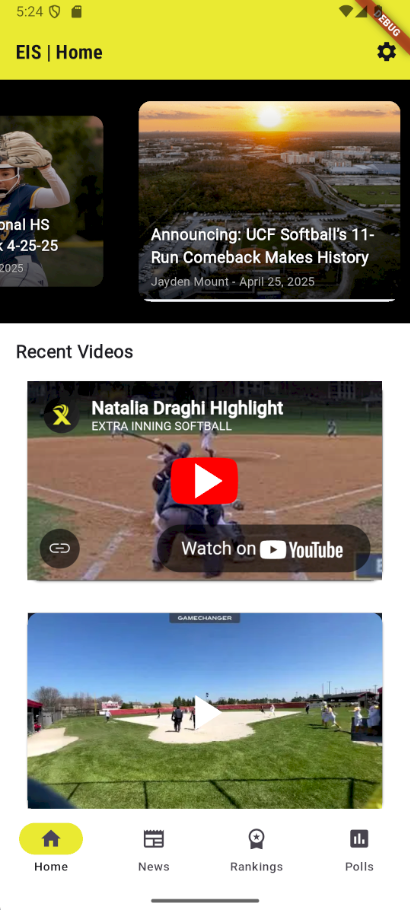 5:24
DEBUG
EIS | Home
onal HS
k 4-25-25
2025
Announcing: UCF Softball's 11-
Run Comeback Makes History
Jayden Mount - April 25, 2025
Recent Videos
Natalia Draghi HIghlight
EXTRA INNING SOFTBALL
Watch on YouTube
GAMECHANGER
Home
News
Rankings
Polls